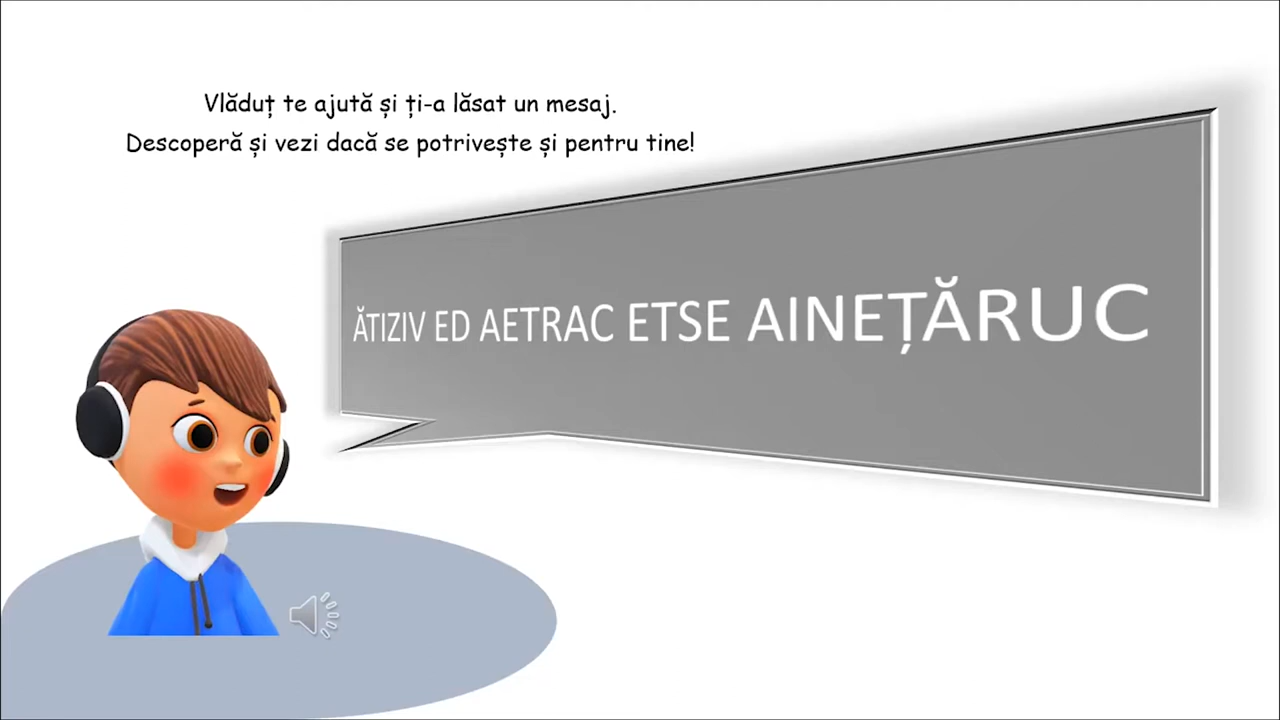 Vlăduț te ajută și ți-a lăsat un mesaj.
Descoperă și vezi dacă se potrivește și pentru tine!
ĂTIZIV ED AETRAC ETSE AINEȚĂRUC